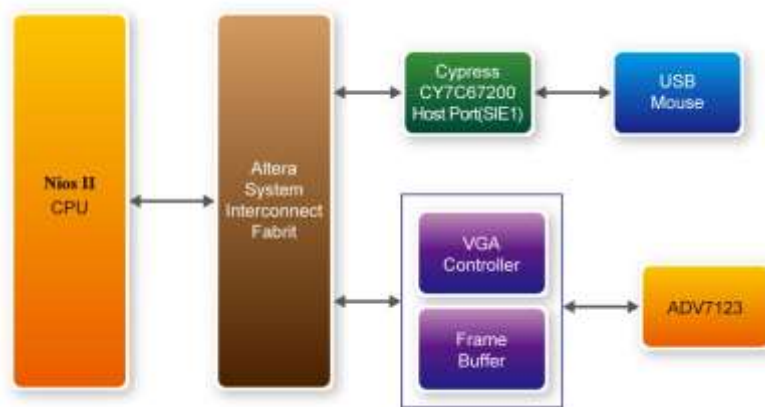 Nios II
CPU
Altera
System
Interconnect
Fabrit
Cypress
CY7C67200
Host Port(SIE1)
USB
Mouse
VGA
Controller
Frame
Buffer
ADV7123